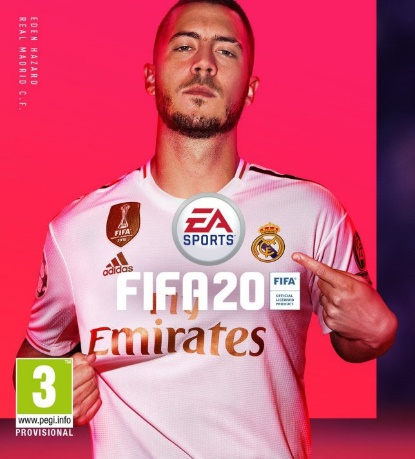 EDEN HAZARD
REAL MADRID C.F.
FIFA
EA
SPORTS
adidas
FIFA 20
FIFA
OFFICIAL
LICENSED
PRODUCT
Fly
Emirates
3
www.pegi.info
PROVISIONAL